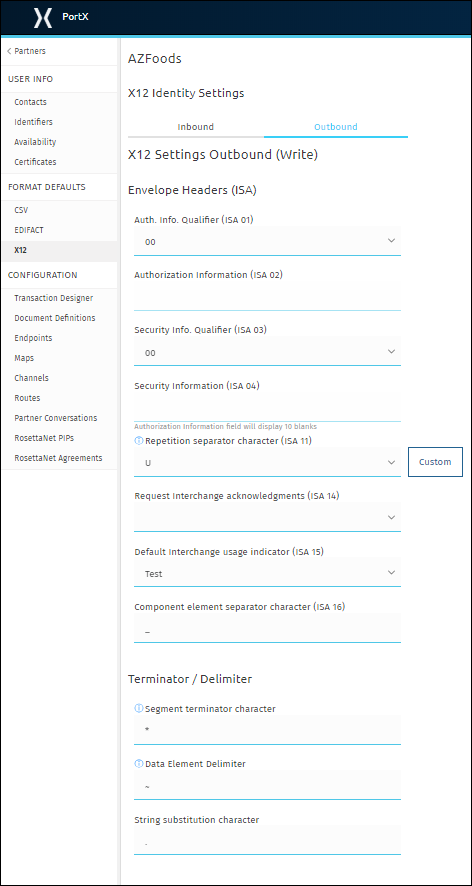 PortX
Partners
USER INFO
Contacts
Identifiers
Availability
Certificates
FORMAT DEFAULTS
CSV
EDIFACT
X12
CONFIGURATION
Transaction Designer
Document Definitions
Endpoints
Maps
Channels
Routes
Partner Conversations
RosettaNet PIPs
RosettaNet Agreements
AZFoods
X12 Identity Settings
Inbound Outbound
X12 Settings Outbound (Write)
Envelope Headers (ISA)
Auth. Info. Qualifier (ISA 01)
00
Authorization Information (ISA 02)
Security Info. Qualifier (ISA 03)
00
Security Information (ISA 04)
Authorization Information field will display 10 blanks
Repetition separator character (ISA 11)
U Custom
Request Interchange acknowledgments (ISA 14)
Default Interchange usage indicator (ISA 15)
Test
Component element separator character (ISA 16)
_
Terminator / Delimiter
Segment terminator character
*
Data Element Delimiter
~
String substitution character
.